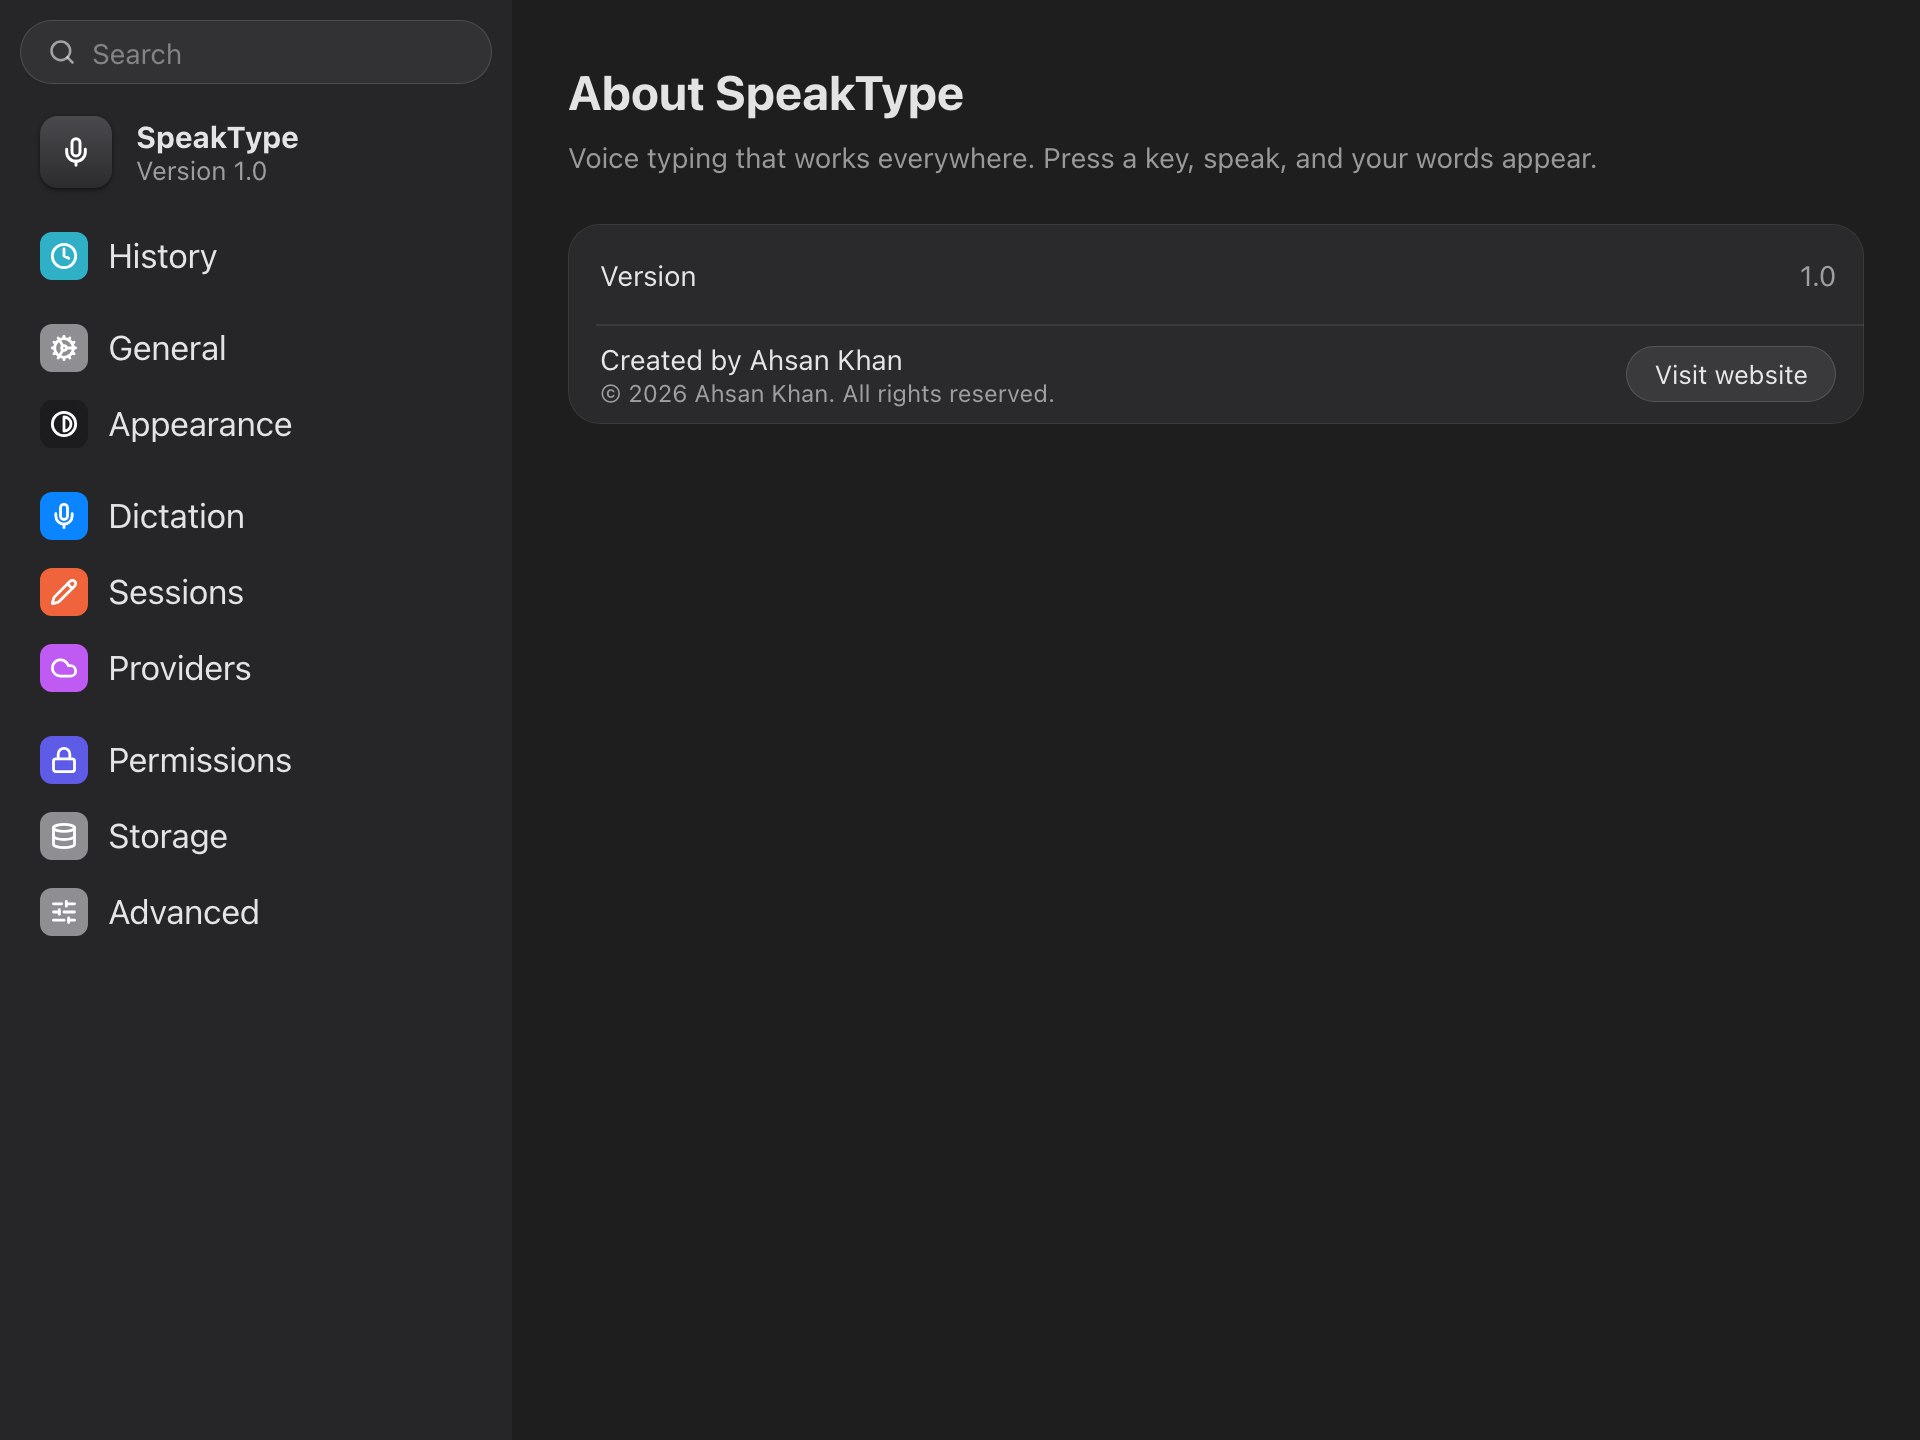 Search
SpeakType
Version 1.0
History
General
Appearance
Dictation
Sessions
Providers
Permissions
Storage
Advanced
About SpeakType
Voice typing that works everywhere. Press a key, speak, and your words appear.
Version 1.0
Created by Ahsan Khan
© 2026 Ahsan Khan. All rights reserved.
Visit website